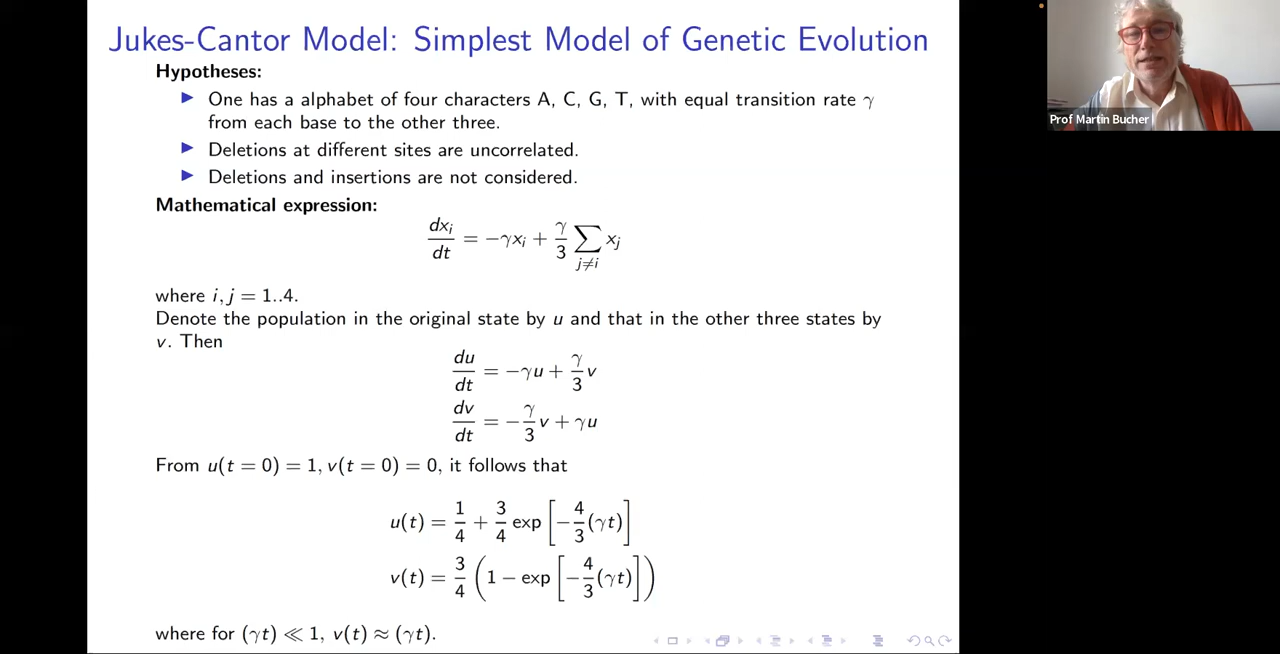 Jukes-Cantor Model: Simplest Model of Genetic Evolution
Hypotheses:
One has a alphabet of four characters A, C, G, T, with equal transition rate γ
from each base to the other three.
Deletions at different sites are uncorrelated.
Deletions and insertions are not considered.
Mathematical expression:
dx_i/dt = −γx_i + γ/3 ∑_{j≠i} x_j
where i, j = 1..4.
Denote the population in the original state by u and that in the other three states by
v. Then
du/dt = −γu + γ/3 v
dv/dt = −γ/3 v + γu
From u(t = 0) = 1, v(t = 0) = 0, it follows that
u(t) = 1/4 + 3/4 exp[−4/3(γt)]
v(t) = 3/4 (1 − exp[−4/3(γt)])
where for (γt) ≪ 1, v(t) ≈ (γt).
Prof Martin Bucher